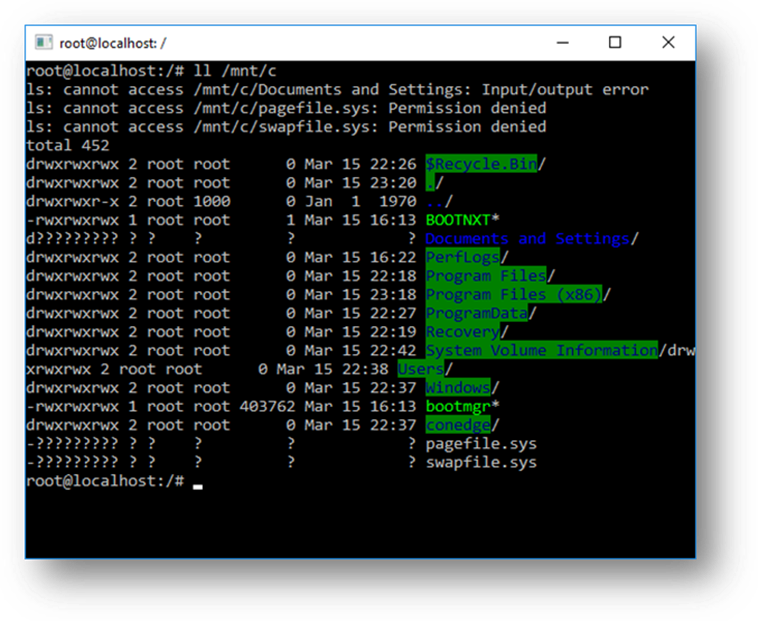 root@localhost: /
root@localhost:/# ll /mnt/c
ls: cannot access /mnt/c/Documents and Settings: Input/output error
ls: cannot access /mnt/c/pagefile.sys: Permission denied
ls: cannot access /mnt/c/swapfile.sys: Permission denied
total 452
drwxrwxrwx 2 root root      0 Mar 15 22:26 $Recycle.Bin/
drwxrwxrwx 2 root root      0 Mar 15 23:20 ./
drwxrwxr-x 2 root 1000      0 Jan  1  1970 ../
-rwxrwxrwx 1 root root      1 Mar 15 16:13 BOOTNXT*
d????????? ? ?    ?         ?            ? Documents and Settings/
drwxrwxrwx 2 root root      0 Mar 15 16:22 PerfLogs/
drwxrwxrwx 2 root root      0 Mar 15 22:18 Program Files/
drwxrwxrwx 2 root root      0 Mar 15 23:18 Program Files (x86)/
drwxrwxrwx 2 root root      0 Mar 15 22:27 ProgramData/
drwxrwxrwx 2 root root      0 Mar 15 22:19 Recovery/
drwxrwxrwx 2 root root      0 Mar 15 22:42 System Volume Information/drw
xrwxrwx 2 root root      0 Mar 15 22:38 Users/
drwxrwxrwx 2 root root      0 Mar 15 22:37 Windows/
-rwxrwxrwx 1 root root 403762 Mar 15 16:13 bootmgr*
drwxrwxrwx 2 root root      0 Mar 15 22:37 conedge/
-????????? ? ?    ?         ?            ? pagefile.sys
-????????? ? ?    ?         ?            ? swapfile.sys
root@localhost:/#